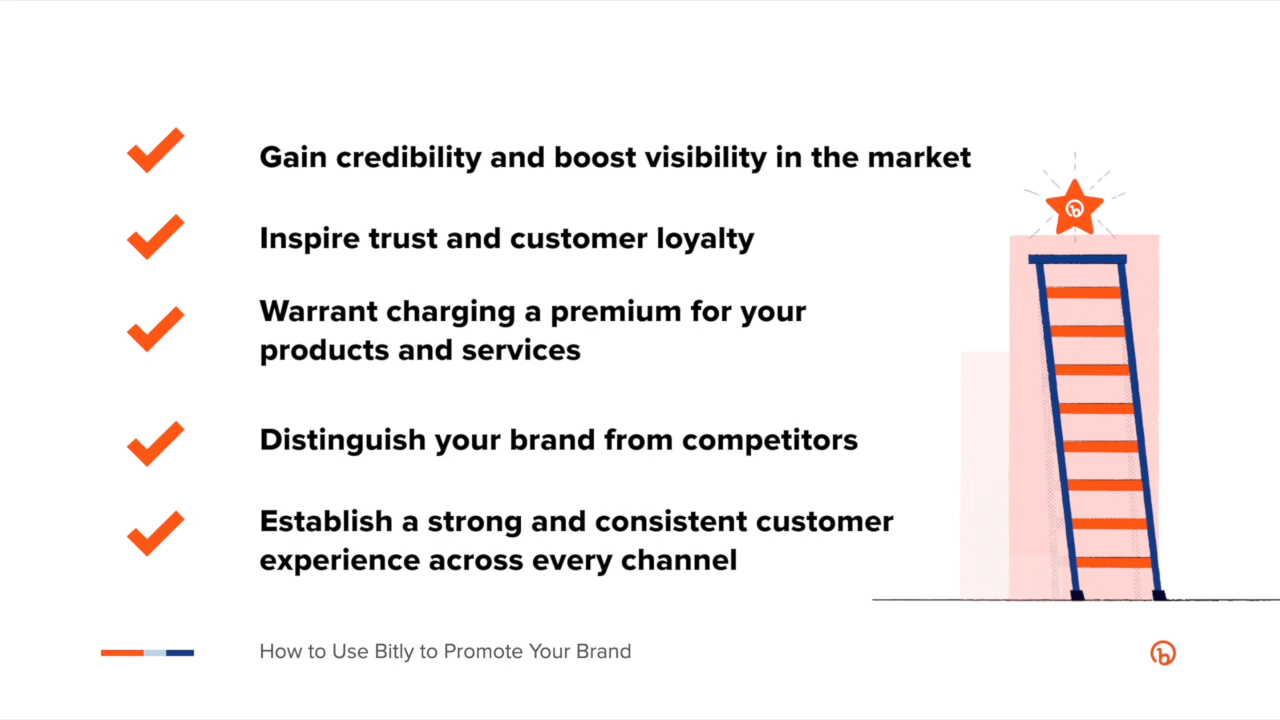 Gain credibility and boost visibility in the market
Inspire trust and customer loyalty
Warrant charging a premium for your
products and services
Distinguish your brand from competitors
Establish a strong and consistent customer
experience across every channel
How to Use Bitly to Promote Your Brand